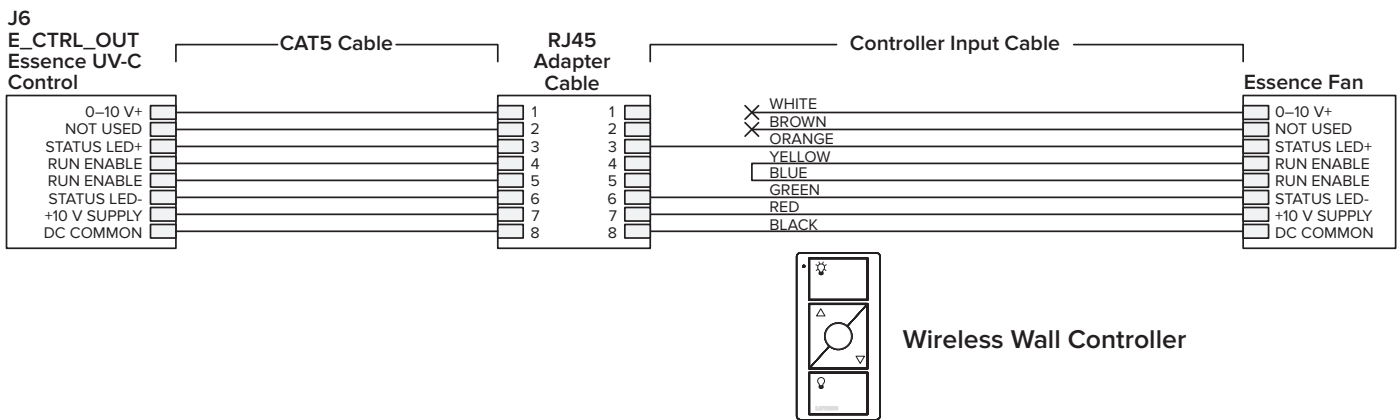 J6
E_CTRL_OUT
Essence UV-C
Control
CAT5 Cable
RJ45
Adapter
Cable
Controller Input Cable
Essence Fan
0–10 V+
NOT USED
STATUS LED+
RUN ENABLE
RUN ENABLE
STATUS LED-
+10 V SUPPLY
DC COMMON
1
2
3
4
5
6
7
8
1
2
3
4
5
6
7
8
WHITE
BROWN
ORANGE
YELLOW
BLUE
GREEN
RED
BLACK
0–10 V+
NOT USED
STATUS LED+
RUN ENABLE
RUN ENABLE
STATUS LED-
+10 V SUPPLY
DC COMMON
Wireless Wall Controller